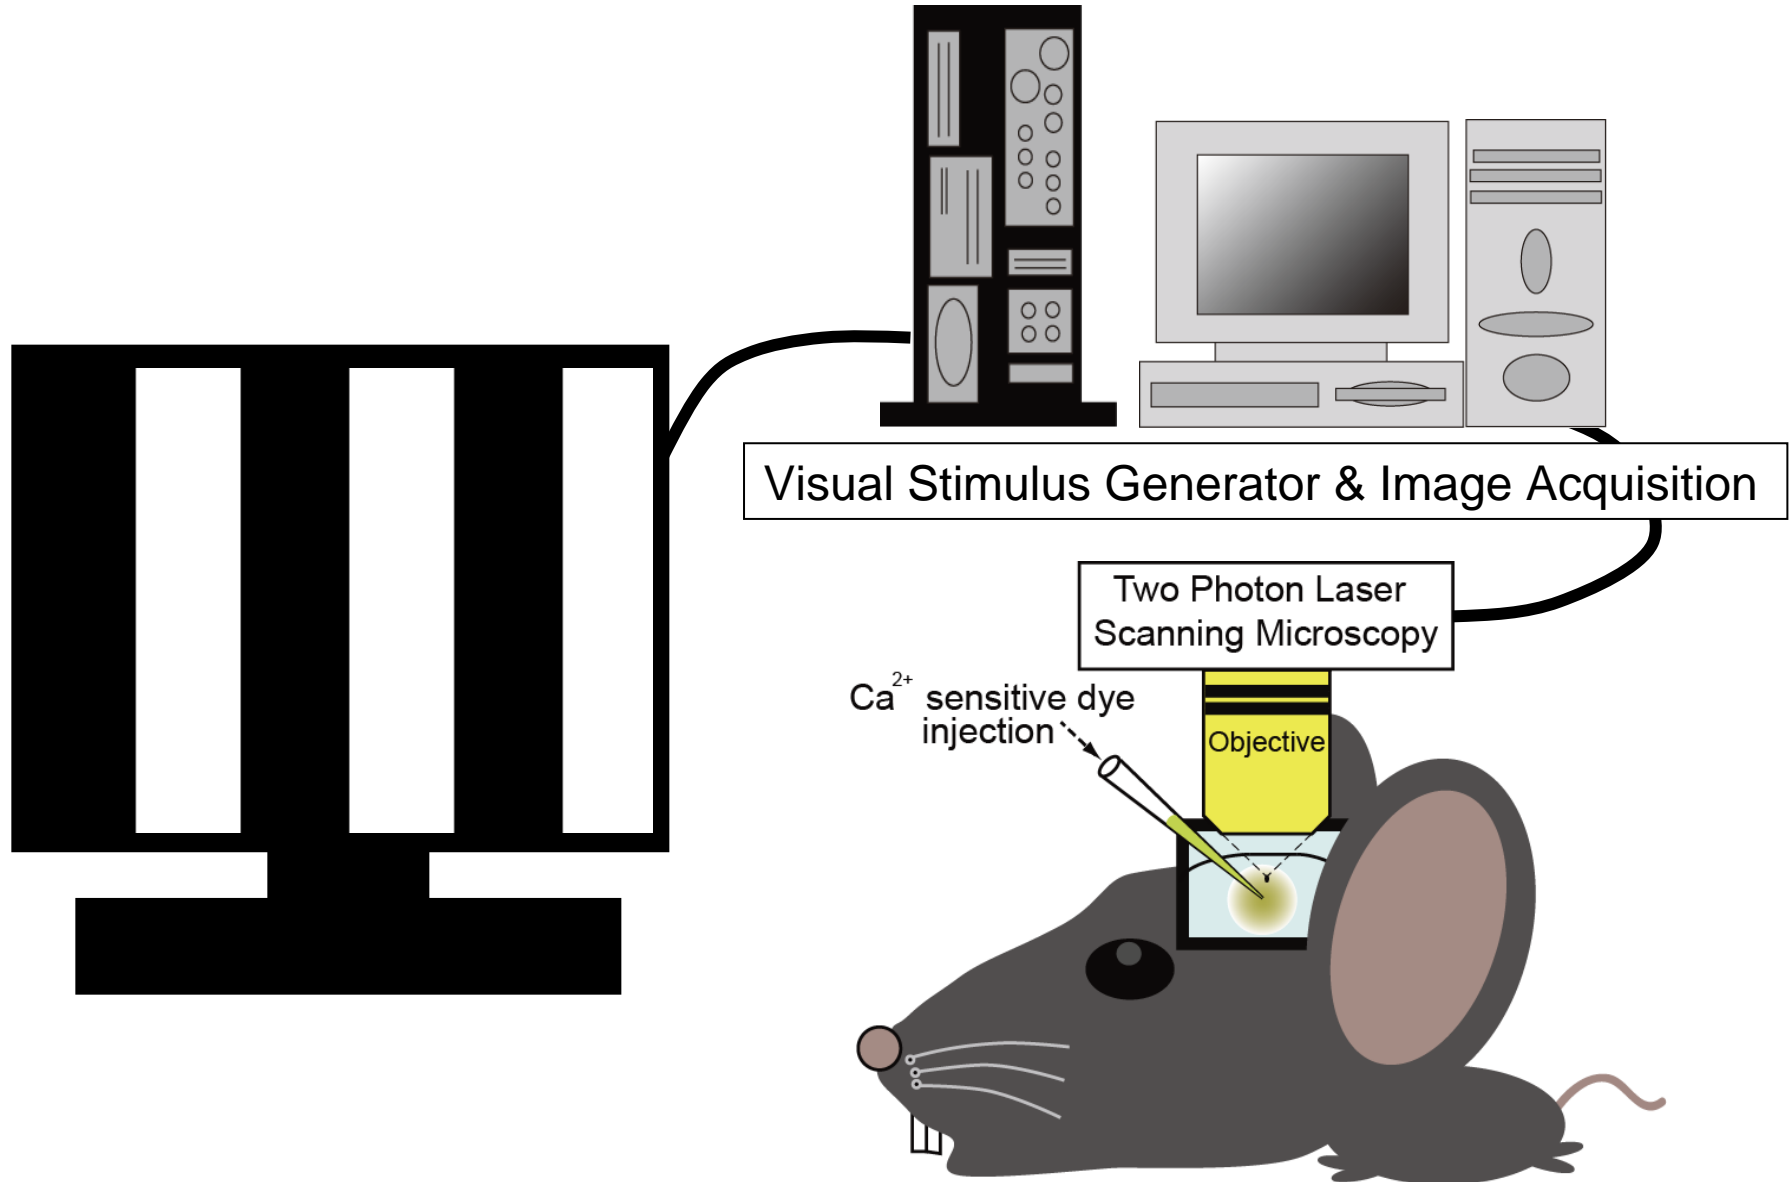 Visual Stimulus Generator & Image Acquisition
Two Photon Laser
Scanning Microscopy
Ca2+ sensitive dye
injection
Objective